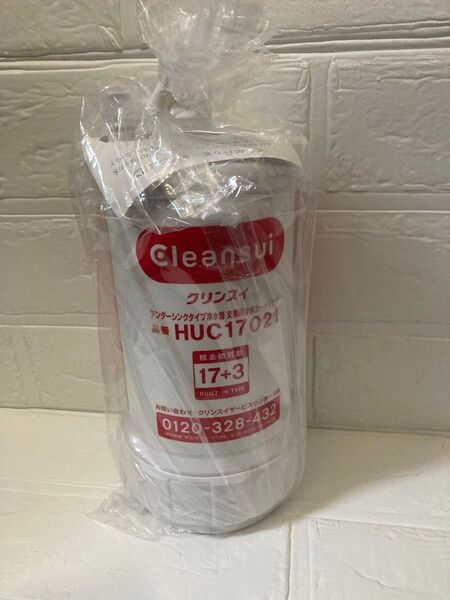 Cleansui
クリンスイ
アンダーシンクタイプ浄水器 交換用浄水カートリッジ
品番 HUC17021
除去物質数
17+3
BUILT-IN TYPE
お問い合わせ: クリンスイサービスセンター
0120-328-432